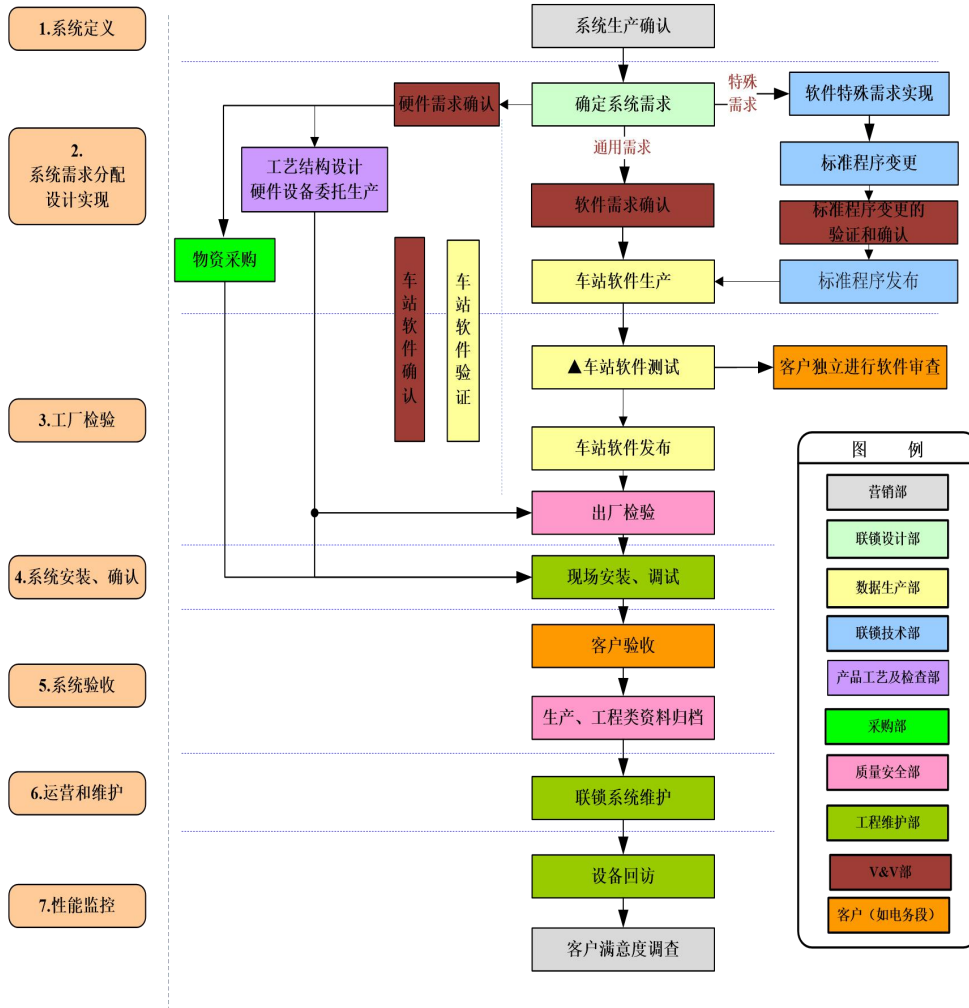 1.系统定义
系统生产确认
2.
系统需求分配
设计实现
硬件需求确认
确定系统需求
特殊
需求
软件特殊需求实现
通用需求
工艺结构设计
硬件设备委托生产
标准程序变更
软件需求确认
标准程序变更的
验证和确认
物资采购
车站软件确认
车站软件验证
车站软件生产
标准程序发布
3.工厂检验
▲车站软件测试
客户独立进行软件审查
车站软件发布
出厂检验
4.系统安装、确认
现场安装、调试
5.系统验收
客户验收
生产、工程类资料归档
6.运营和维护
联锁系统维护
7.性能监控
设备回访
客户满意度调查
图 例
营销部
联锁设计部
数据生产部
联锁技术部
产品工艺及检查部
采购部
质量安全部
工程维护部
V&V部
客户（如电务段）